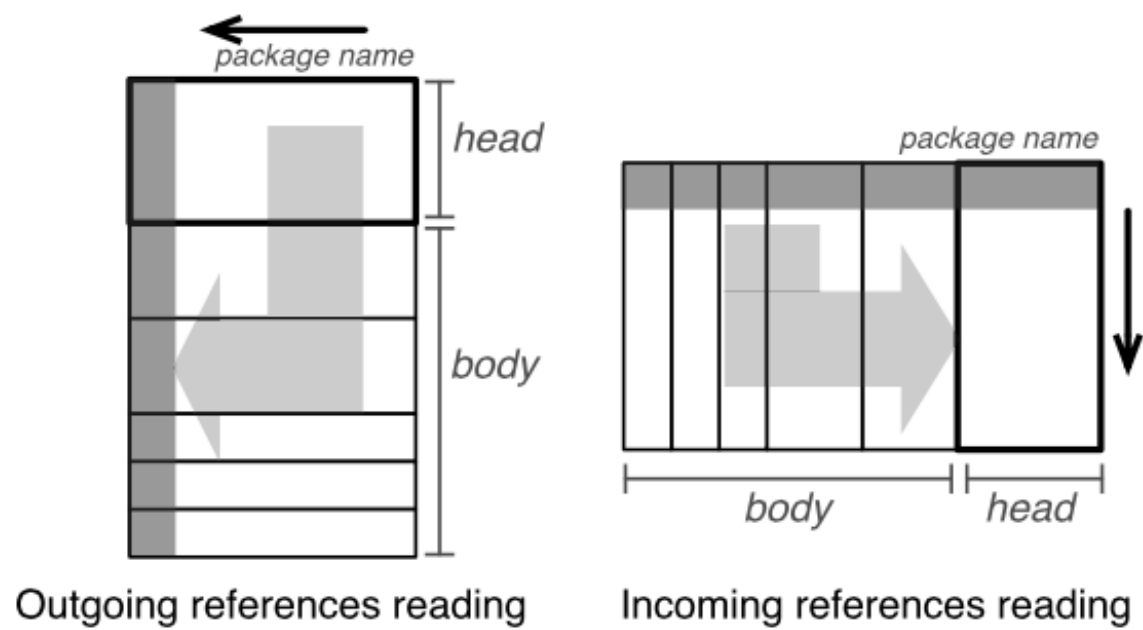 package name
head
body
Outgoing references reading
package name
body
head
Incoming references reading